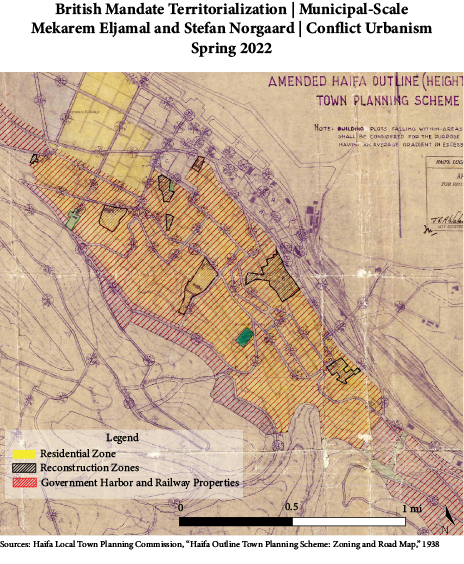 British Mandate Territorialization | Municipal-Scale
Mekarem Eljamal and Stefan Norgaard | Conflict Urbanism
Spring 2022
AMENDED HAIFA OUTLINE (HEIGHT
TOWN PLANNING SCHEME
NOTE: BUILDING PLOTS FALLING WITHIN AREAS
SHALL BE CONSIDERED FOR THE PURPOSE
HAVING AN AVERAGE GRADIENT IN EXCESS
HAIFA LOC
Legend
Residential Zone
Reconstruction Zones
Government Harbor and Railway Properties
0 0.5 1 mi
N
Sources: Haifa Local Town Planning Commission, “Haifa Outline Town Planning Scheme: Zoning and Road Map,” 1938